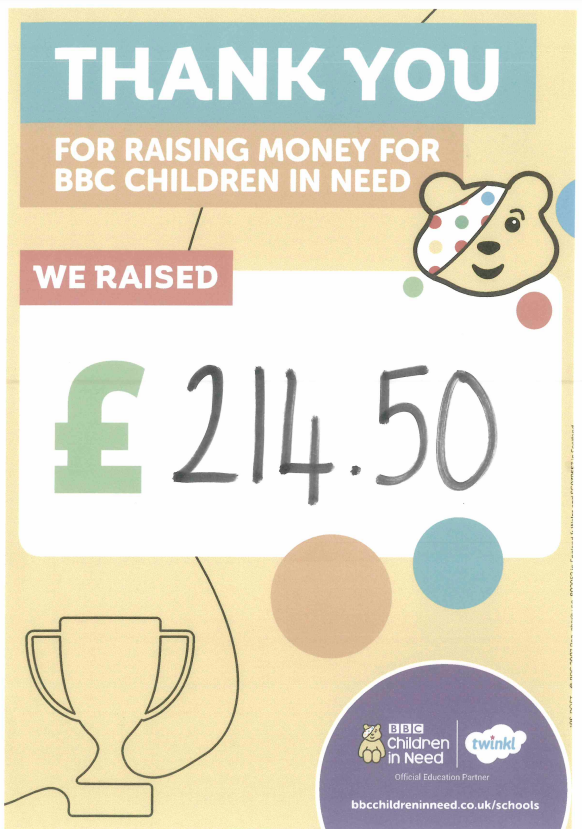 THANK YOU
FOR RAISING MONEY FOR
BBC CHILDREN IN NEED
WE RAISED
£ 214.50
BBC
Children
in Need
twinkl
Official Education Partner
bbcchildreninneed.co.uk/schools